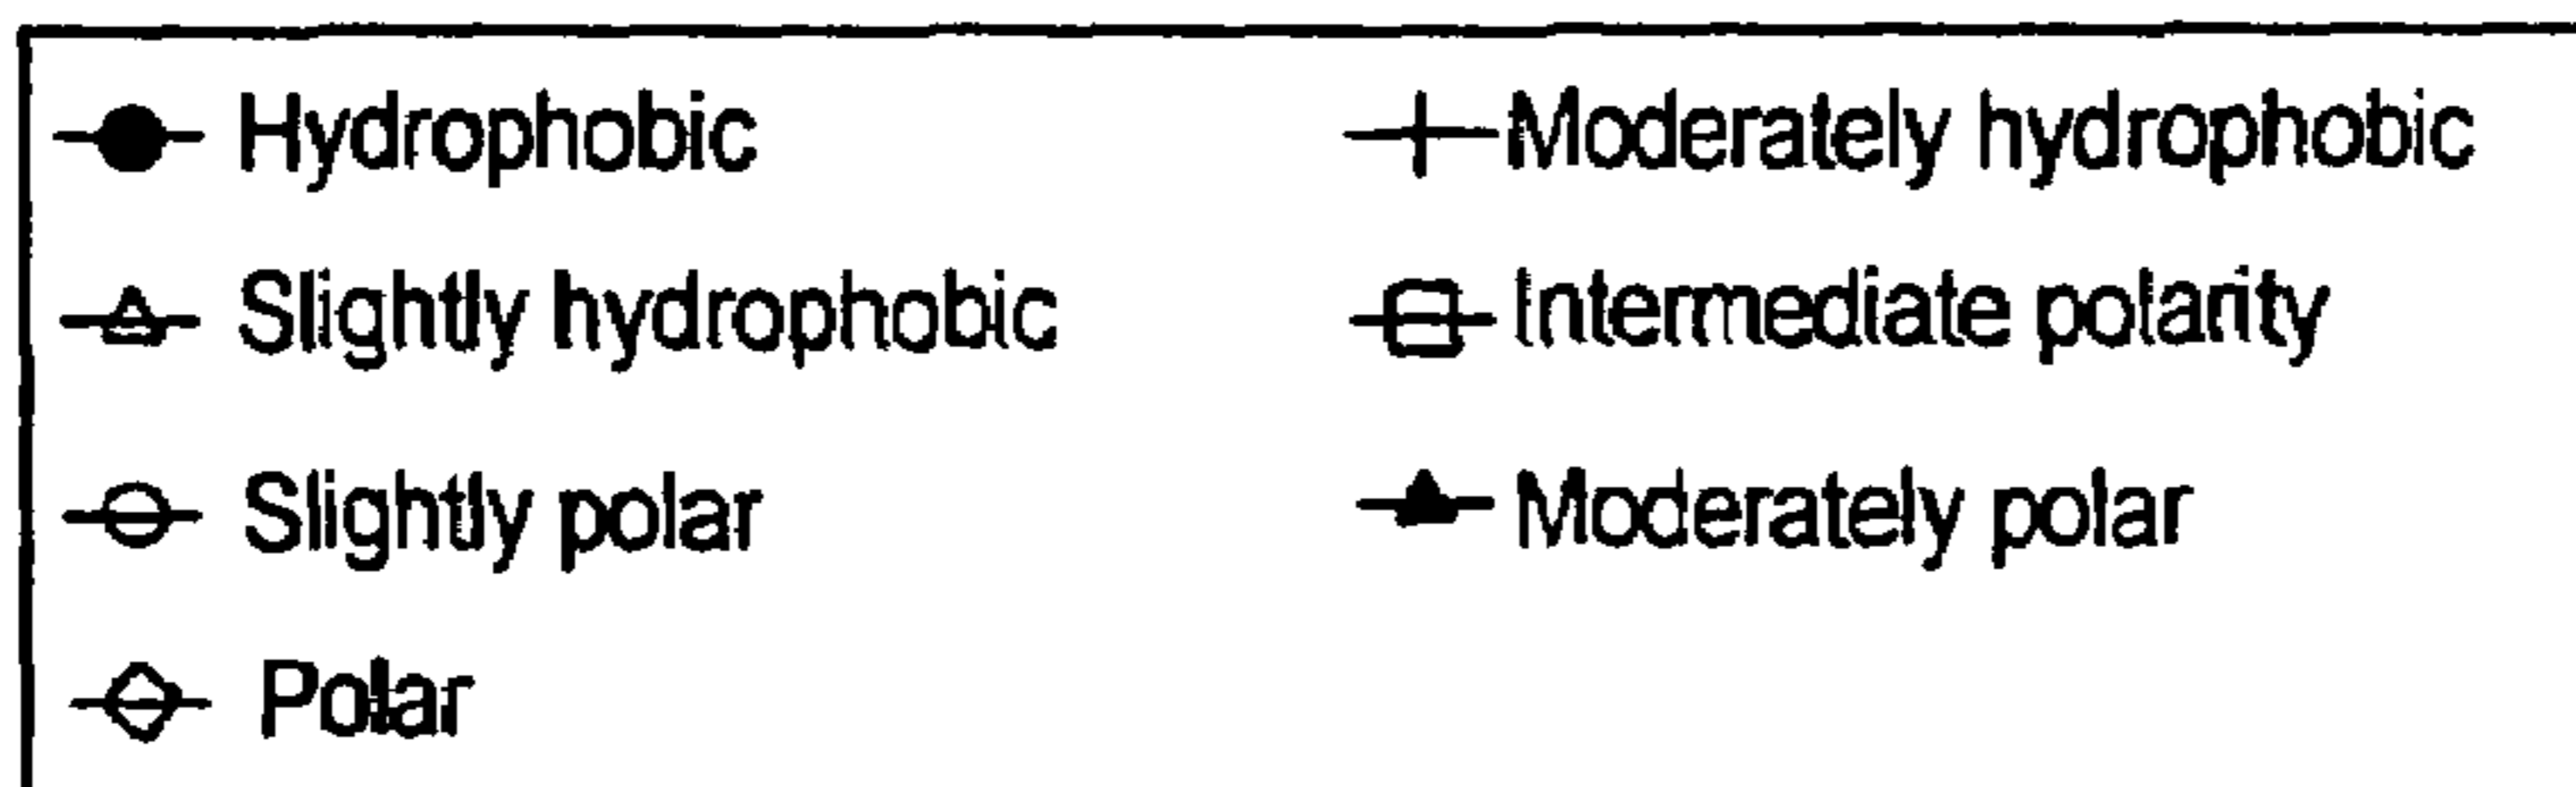 Hydrophobic
Moderately hydrophobic
Slightly hydrophobic
Intermediate polarity
Slightly polar
Moderately polar
Polar